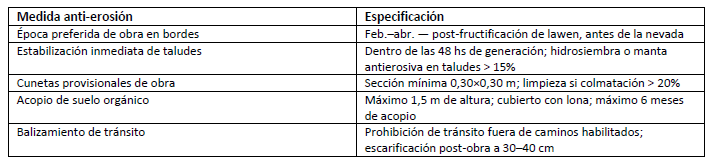 Medida anti-erosión Especificación
Época preferida de obra en bordes Feb.–abr. — post-fructificación de lawen, antes de la nevada
Estabilización inmediata de taludes Dentro de las 48 hs de generación; hidrosiembra o manta
antierosiva en taludes > 15%
Cunetas provisionales de obra Sección mínima 0,30×0,30 m; limpieza si colmatación > 20%
Acopio de suelo orgánico Máximo 1,5 m de altura; cubierto con lona; máximo 6 meses
de acopio
Balizamiento de tránsito Prohibición de tránsito fuera de caminos habilitados;
escarificación post-obra a 30–40 cm